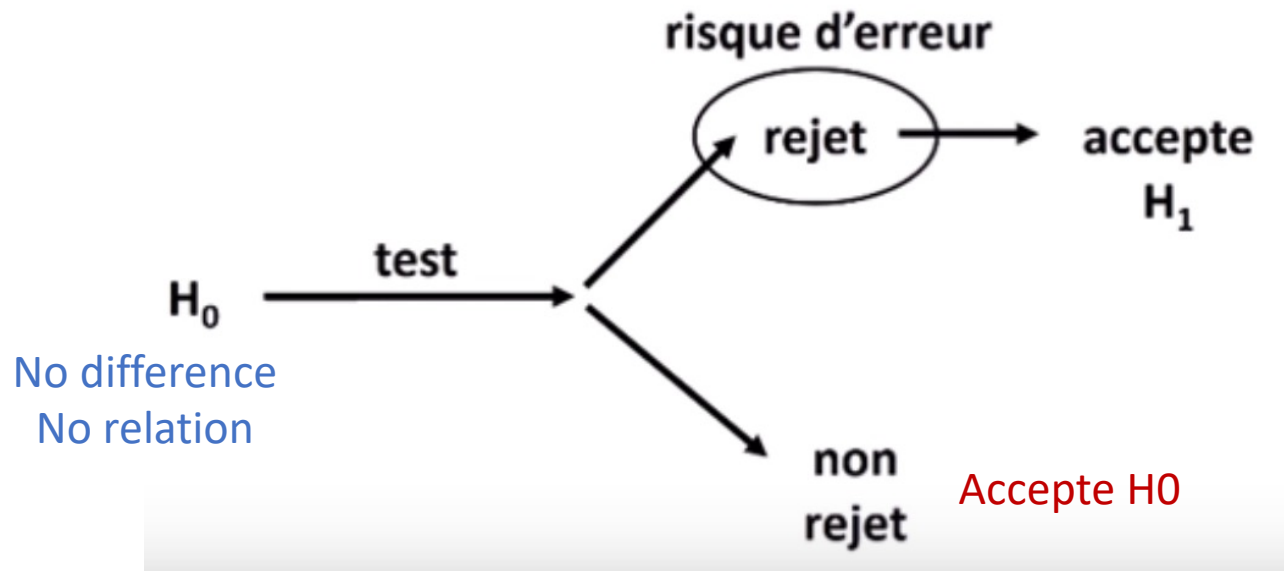 risque d'erreur
rejet
accepte
H₁
test
H₀
No difference
No relation
non
rejet
Accepte H0